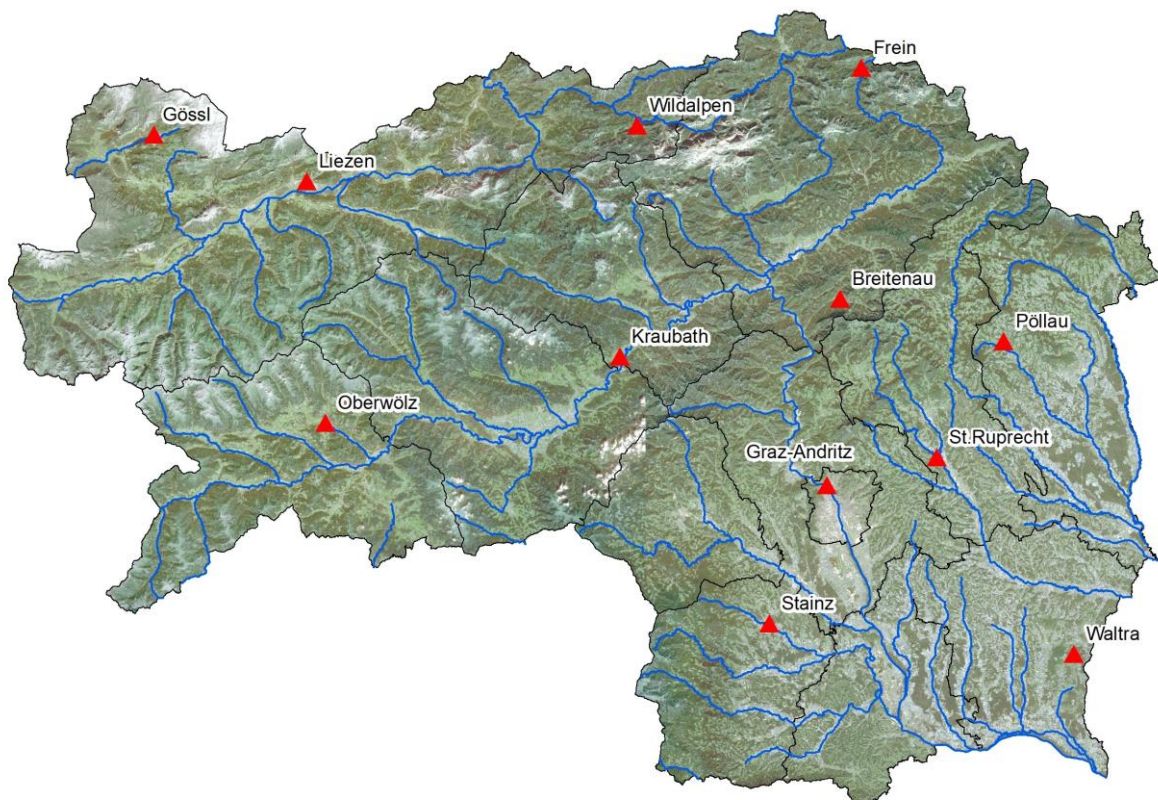 Frein
Wildalpen
Gössl
Liezen
Breitenau
Pöllau
Kraubath
Oberwölz
St.Ruprecht
Graz-Andritz
Stainz
Waltra